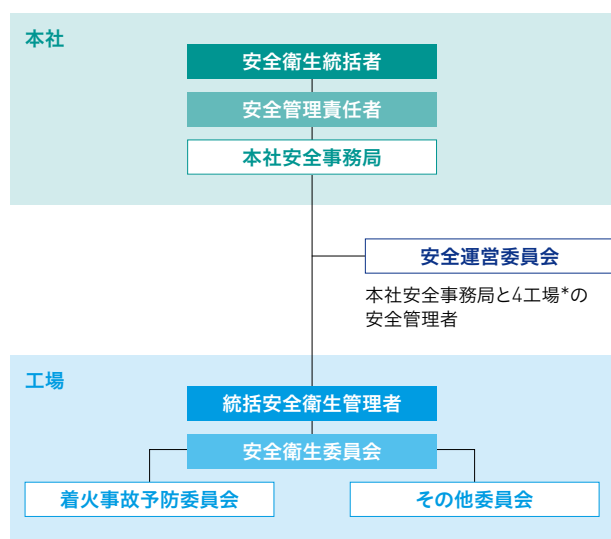 本社
安全衛生統括者
安全管理責任者
本社安全事務局
安全運営委員会
本社安全事務局と4工場*の
安全管理者
工場
統括安全衛生管理者
安全衛生委員会
着火事故予防委員会
その他委員会